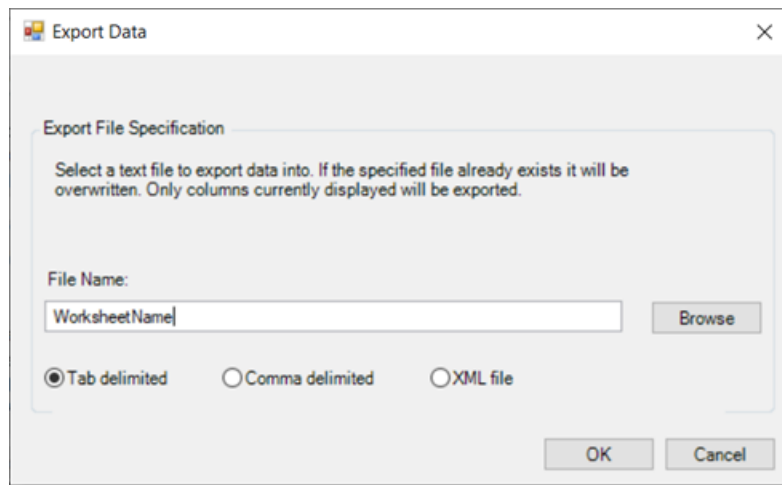 Export Data
Export File Specification
Select a text file to export data into. If the specified file already exists it will be
overwritten. Only columns currently displayed will be exported.
File Name:
WorksheetName
Browse
Tab delimited
Comma delimited
XML file
OK
Cancel